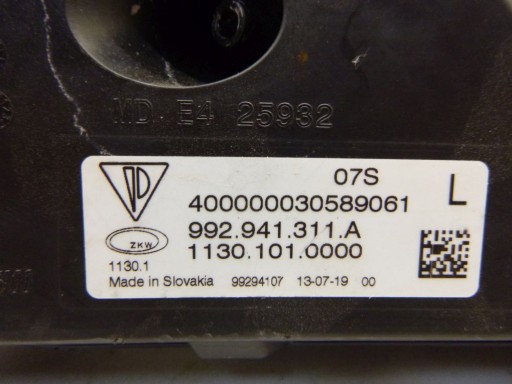 MD E4 25932
07S
400000030589061 L
992.941.311.A
ZKW
1130.101.0000
1130.1
Made in Slovakia 99294107 13-07-19 00